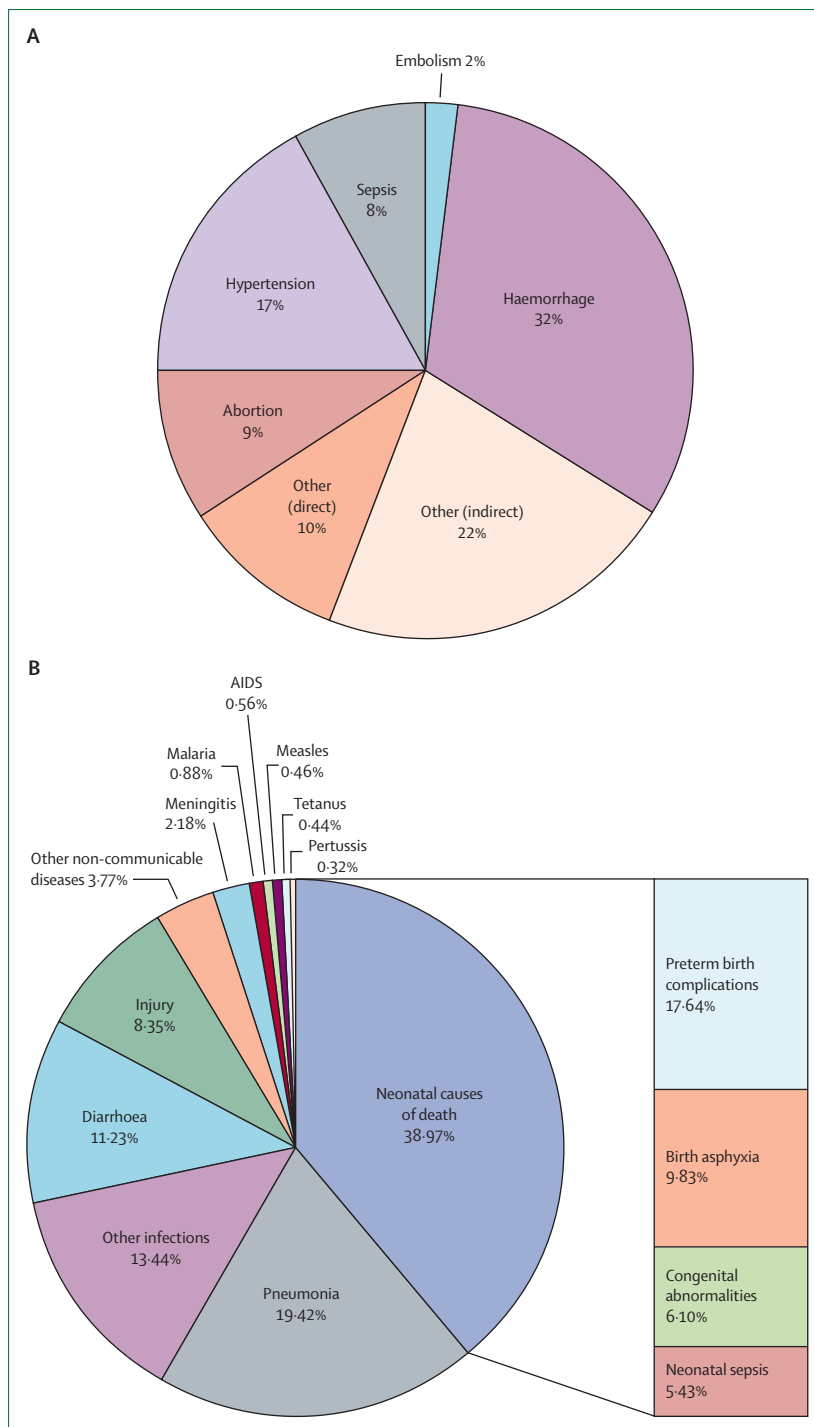 A
Embolism 2%
Sepsis
8%
Haemorrhage
32%
Hypertension
17%
Abortion
9%
Other
(direct)
10%
Other (indirect)
22%
B
AIDS
0·56%
Malaria
0·88%
Measles
0·46%
Meningitis
2·18%
Tetanus
0·44%
Pertussis
0·32%
Other non-communicable
diseases 3·77%
Injury
8·35%
Diarrhoea
11·23%
Other infections
13·44%
Pneumonia
19·42%
Neonatal causes
of death
38·97%
Preterm birth
complications
17·64%
Birth asphyxia
9·83%
Congenital
abnormalities
6·10%
Neonatal sepsis
5·43%